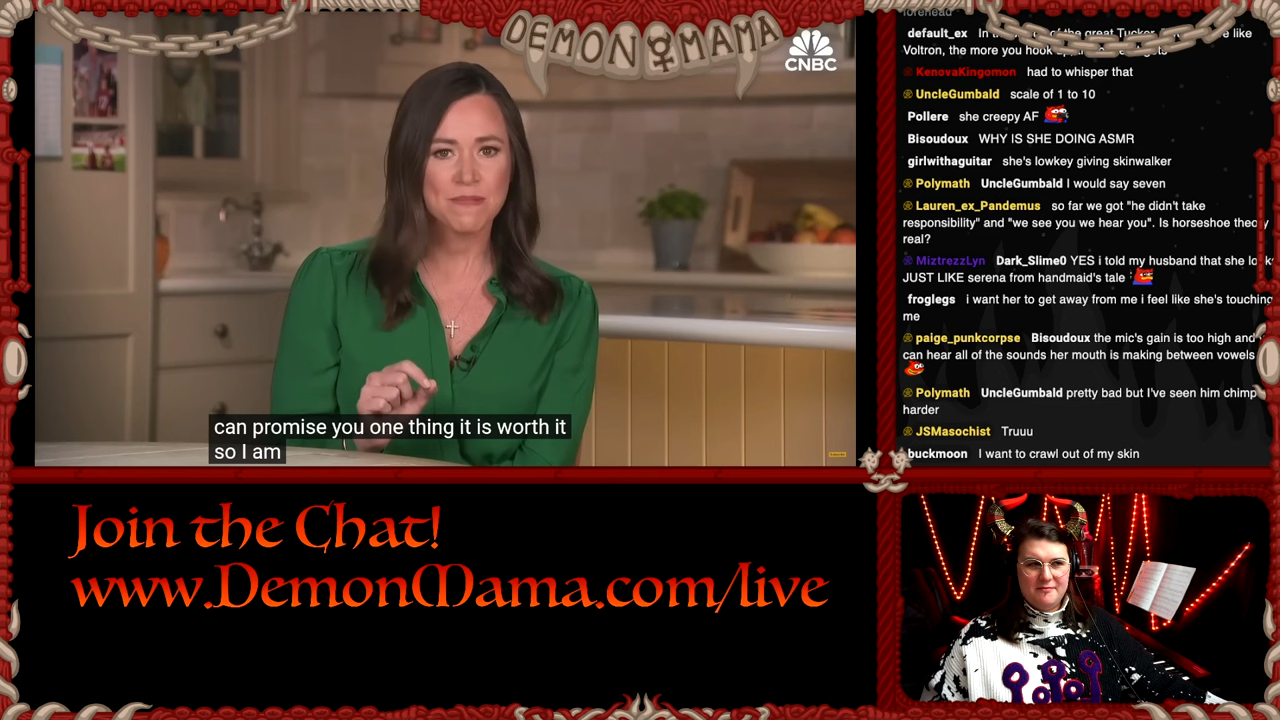 DEMON MAMA
CNBC
can promise you one thing it is worth it
so I am
forehead
default_ex In the great Tucker like
Voltron, the more you hook
KenovaKingomon had to whisper that
UncleGumbald scale of 1 to 10
Pollere she creepy AF
Bisoudoux WHY IS SHE DOING ASMR
girlwithaguitar she's lowkey giving skinwalker
Polymath UncleGumbald I would say seven
Lauren_ex_Pandemus so far we got "he didn't take
responsibility" and "we see you we hear you". Is horseshoe theory
real?
MiztrezzLyn Dark_Slime0 YES i told my husband that she
JUST LIKE serena from handmaid's tale
froglegs i want her to get away from me i feel like she's touching
me
paige_punkcorpse Bisoudoux the mic's gain is too high and
can hear all of the sounds her mouth is making between vowels
Polymath UncleGumbald pretty bad but I've seen him chimp
harder
JSMasochist Truuu
buckmoon I want to crawl out of my skin
Join the Chat!
www.DemonMama.com/live